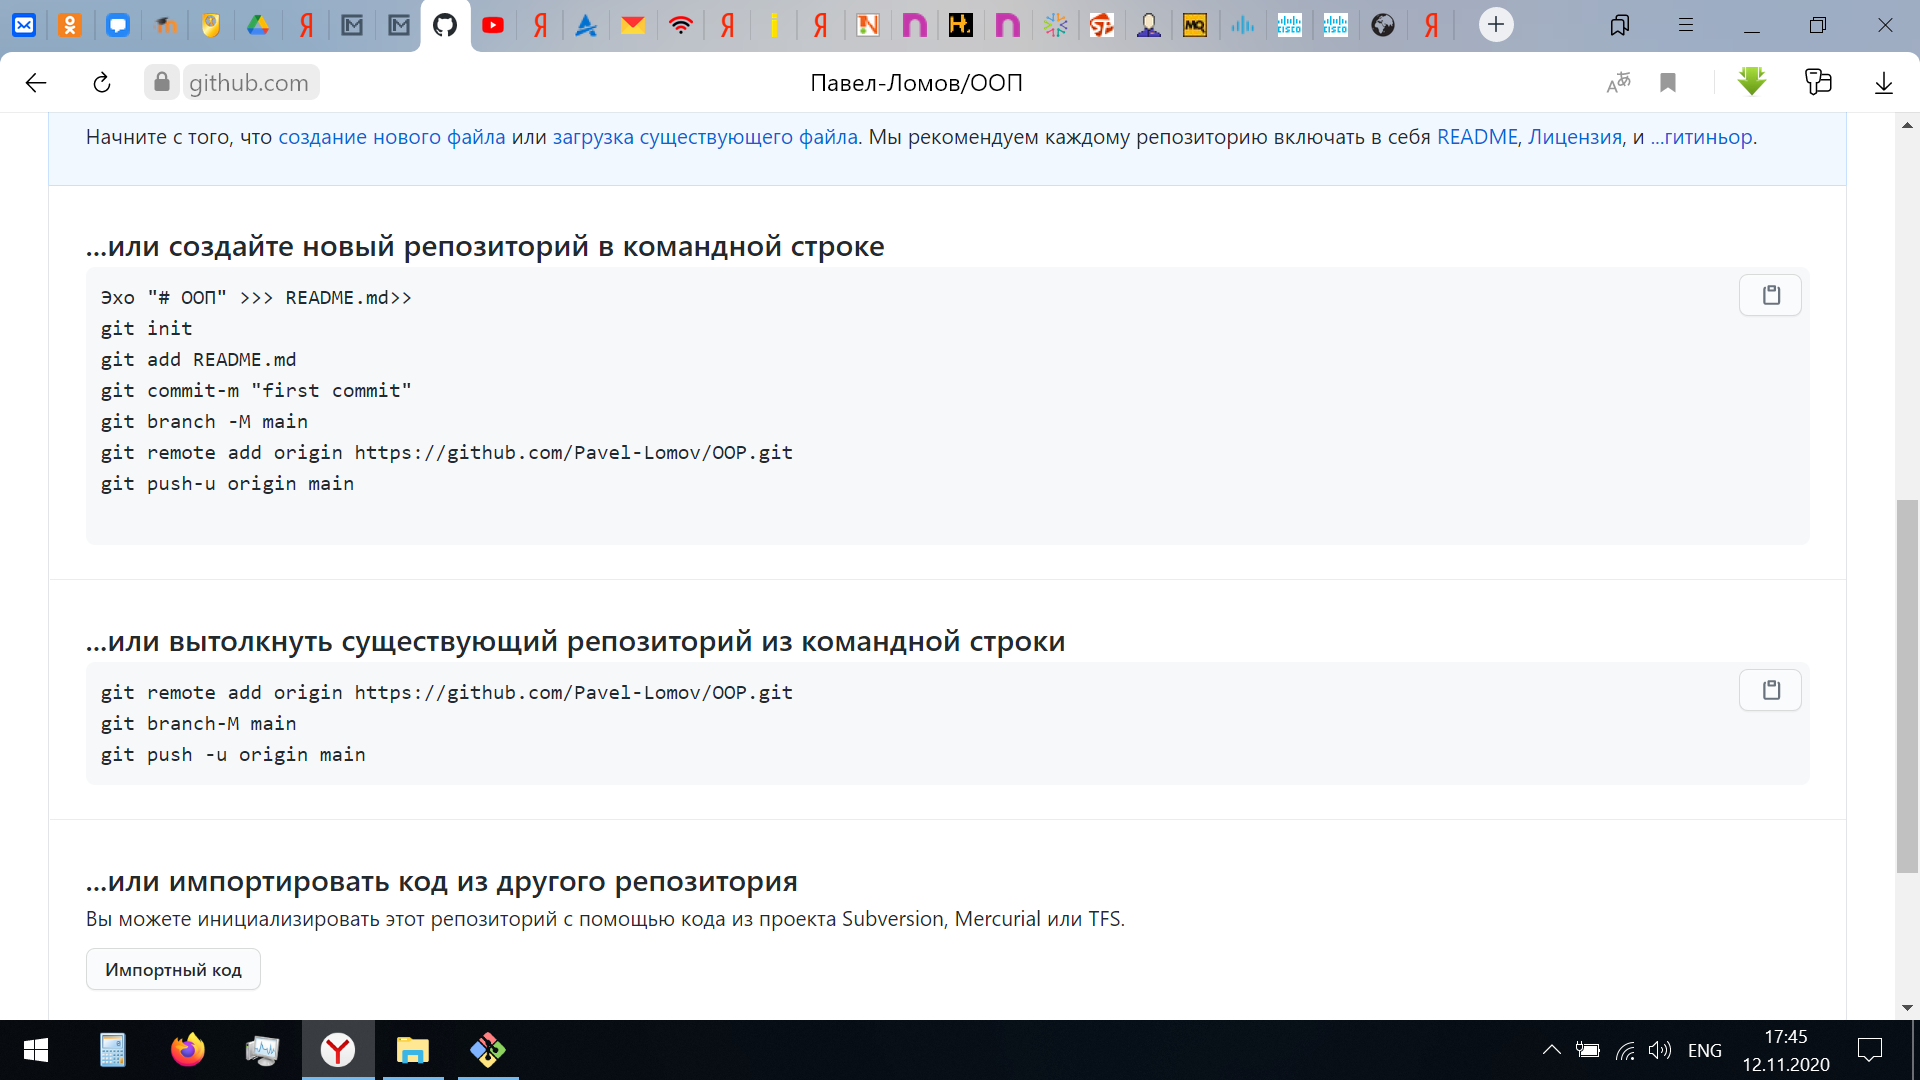 github.com
Павел-Ломов/ООП
Начните с того, что создание нового файла или загрузка существующего файла. Мы рекомендуем каждому репозиторию включать в себя README, Лицензия, и ...гитиньор.
...или создайте новый репозиторий в командной строке
Эхо "# ООП" >>> README.md>>
git init
git add README.md
git commit-m "first commit"
git branch -M main
git remote add origin https://github.com/Pavel-Lomov/OOP.git
git push-u origin main
...или вытолкнуть существующий репозиторий из командной строки
git remote add origin https://github.com/Pavel-Lomov/OOP.git
git branch-M main
git push -u origin main
...или импортировать код из другого репозитория
Вы можете инициализировать этот репозиторий с помощью кода из проекта Subversion, Mercurial или TFS.
Импортный код
ENG
17:45
12.11.2020